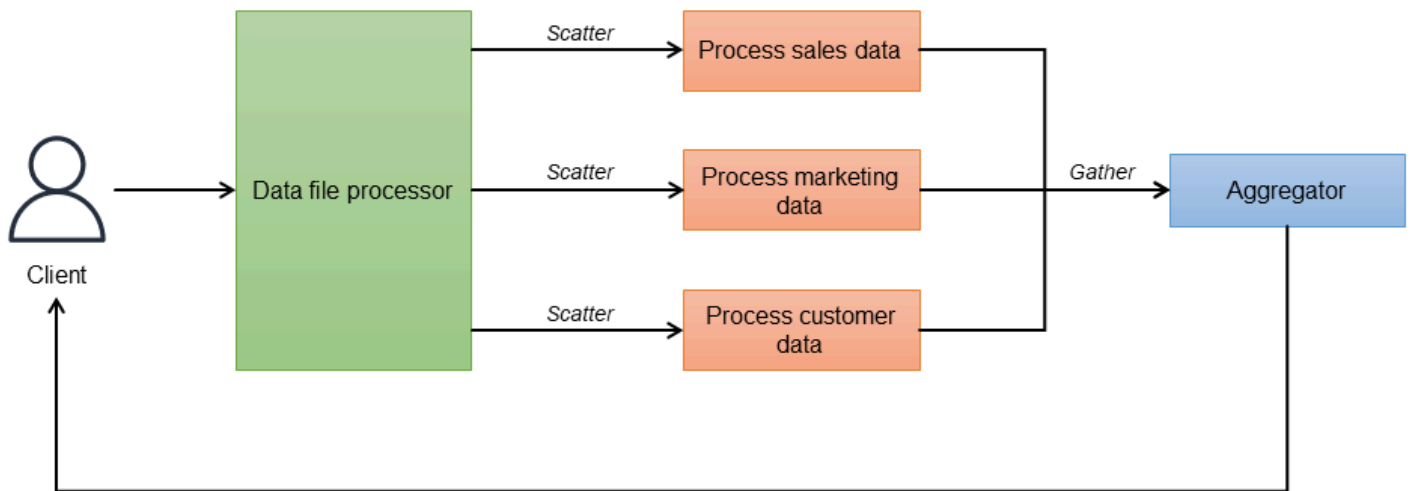 Scatter
Process sales data
Client
Data file processor
Scatter
Process marketing
data
Gather
Aggregator
Scatter
Process customer
data